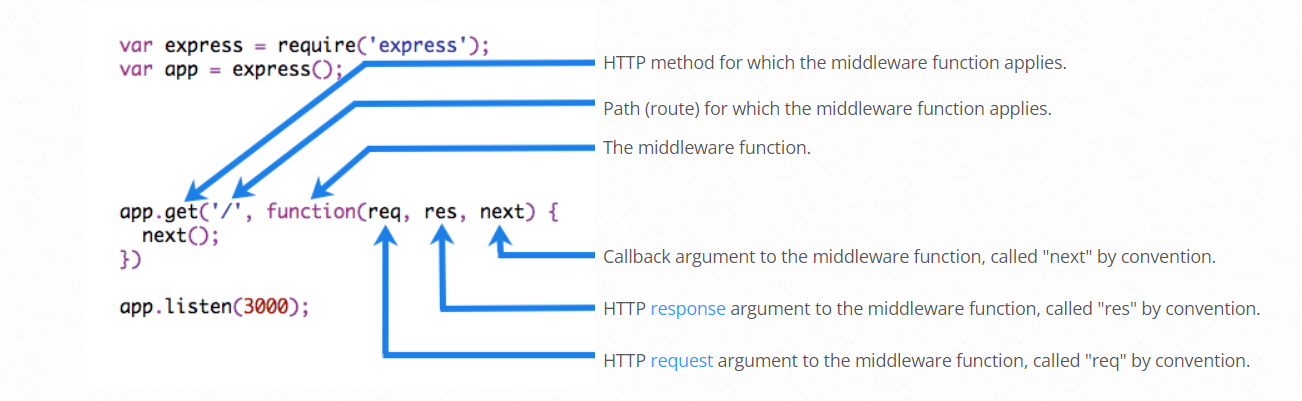 var express = require('express');
var app = express();
HTTP method for which the middleware function applies.
Path (route) for which the middleware function applies.
The middleware function.
app.get('/', function(req, res, next) {
next();
})
Callback argument to the middleware function, called "next" by convention.
app.listen(3000);
HTTP response argument to the middleware function, called "res" by convention.
HTTP request argument to the middleware function, called "req" by convention.